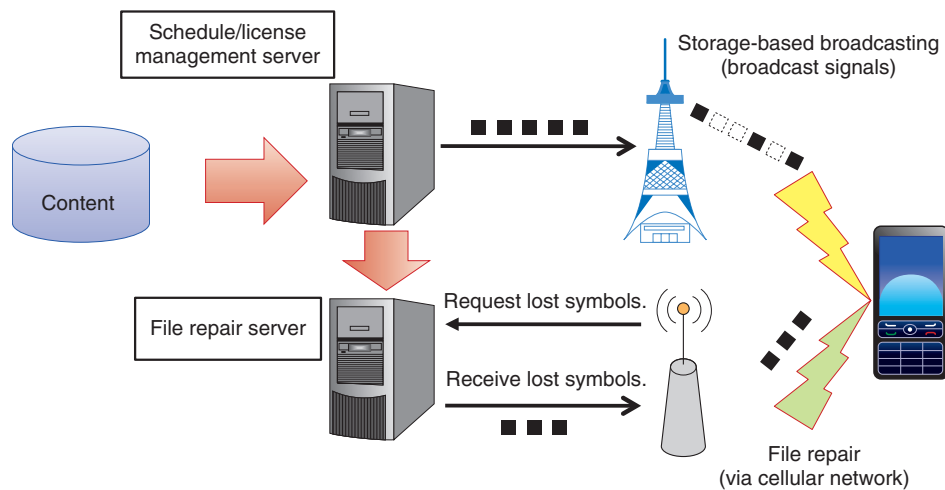 Schedule/license
management server
Storage-based broadcasting
(broadcast signals)
Content
File repair server
Request lost symbols.
Receive lost symbols.
File repair
(via cellular network)